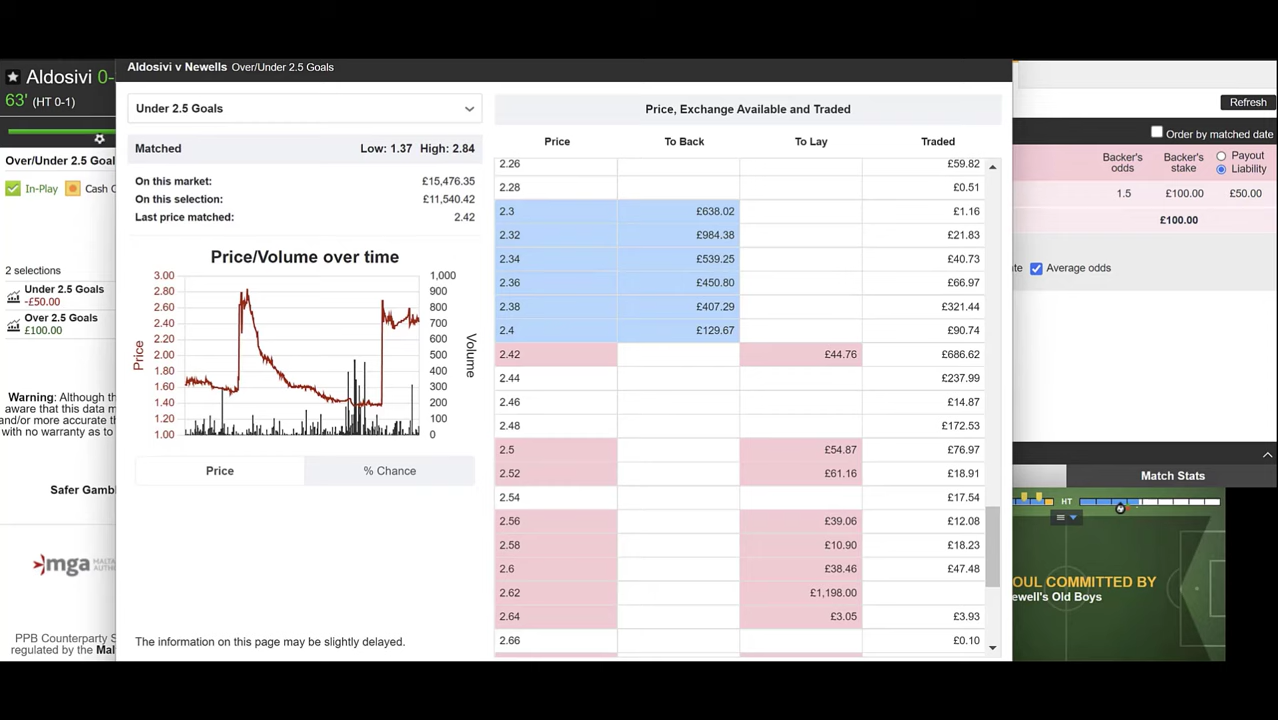 Aldosivi v Newells Over/Under 2.5 Goals
Aldosivi 0-
63' (HT 0-1)
Over/Under 2.5 Goal
In-Play Cash
2 selections
Under 2.5 Goals
-£50.00
Over 2.5 Goals
£100.00
Warning: Although th
aware that this data m
and/or more accurate th
with no warranty as to
Safer Gambl
mga MALTA
AUTHO
PPB Counterparty S
regulated by the Mal
Under 2.5 Goals
Matched Low: 1.37 High: 2.84
On this market: £15,476.35
On this selection: £11,540.42
Last price matched: 2.42
Price/Volume over time
3.00 1,000
2.80 900
2.60 800
2.40 700
2.20 600
2.00 500
1.80 400
1.60 300
1.40 200
1.20 100
1.00 0
Price
Volume
Price % Chance
The information on this page may be slightly delayed.
Price, Exchange Available and Traded
Price To Back To Lay Traded
2.26 £59.82
2.28 £0.51
2.3 £638.02 £1.16
2.32 £984.38 £21.83
2.34 £539.25 £40.73
2.36 £450.80 £66.97
2.38 £407.29 £321.44
2.4 £129.67 £90.74
2.42 £44.76 £686.62
2.44 £237.99
2.46 £14.87
2.48 £172.53
2.5 £54.87 £76.97
2.52 £61.16 £18.91
2.54 £17.54
2.56 £39.06 £12.08
2.58 £10.90 £18.23
2.6 £38.46 £47.48
2.62 £1,198.00
2.64 £3.05 £3.93
2.66 £0.10
Refresh
Order by matched date
Backer's odds
Backer's stake
Payout
Liability
1.5 £100.00 £50.00
£100.00
te Average odds
Match Stats
HT
OUL COMMITTED BY
ewell's Old Boys